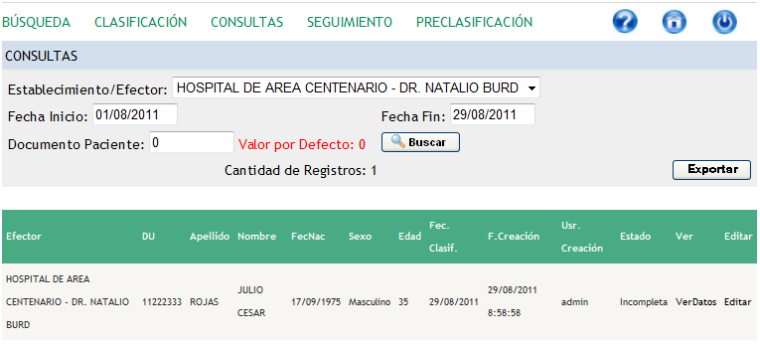 BÚSQUEDA CLASIFICACIÓN CONSULTAS SEGUIMIENTO PRECLASIFICACIÓN ?
CONSULTAS
Establecimiento/Efector: HOSPITAL DE AREA CENTENARIO - DR. NATALIO BURD
Fecha Inicio: 01/08/2011 Fecha Fin: 29/08/2011
Documento Paciente: 0 Valor por Defecto: 0 Buscar
Cantidad de Registros: 1
Exportar
Efector DU Apellido Nombre FecNac Sexo Edad Fec. Clasif. F.Creación Usr. Creación Estado Ver Editar
HOSPITAL DE AREA
CENTENARIO - DR. NATALIO
BURD
11222333 ROJAS JULIO CESAR 17/09/1975 Masculino 35 29/08/2011 29/08/2011 8:58:58 admin Incompleta VerDatos Editar